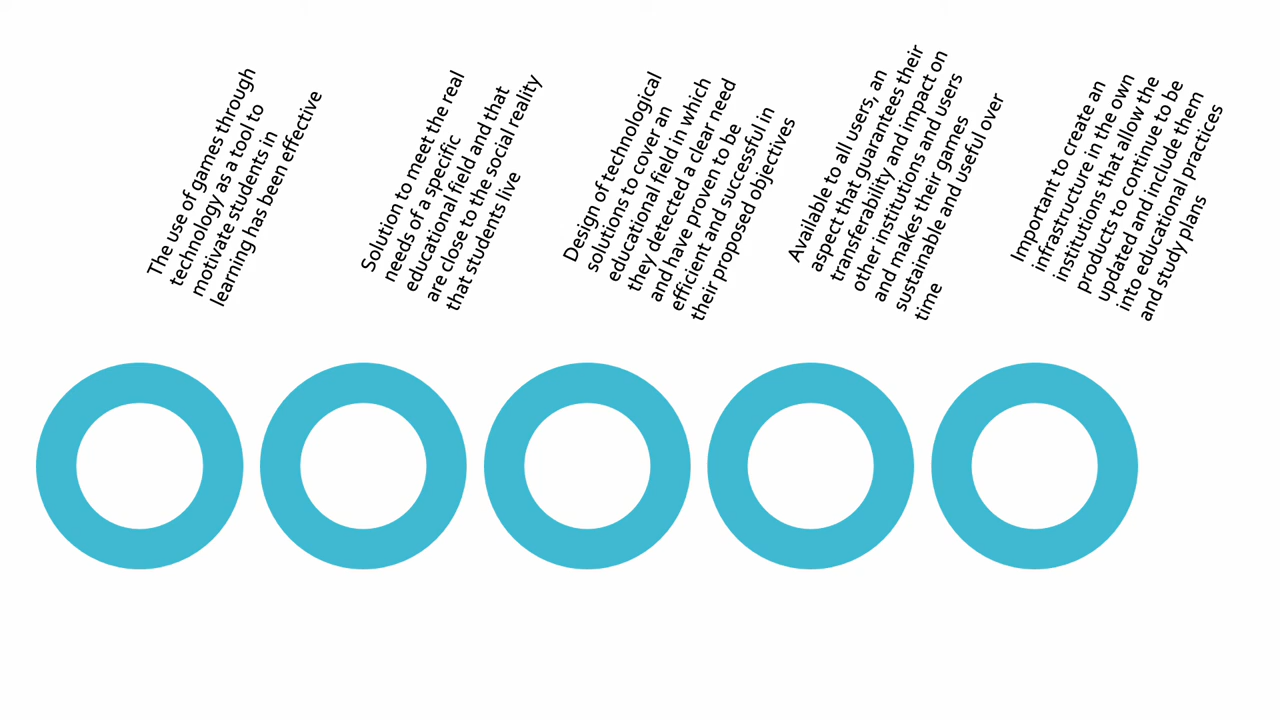 The use of games through
technology as a tool to
motivate students in
learning has been effective
Solution to meet the real
needs of a specific
educational field and that
are close to the social reality
that students live
Design of technological
solutions to cover an
educational field in which
they detected a clear need
and have proven to be
efficient and successful in
their proposed objectives
Available to all users, an
aspect that guarantees their
transferability and impact on
other institutions and users
and makes their games
sustainable and useful over
time
Important to create an
infrastructure in the own
institutions that allow the
products to continue to be
updated and include them
into educational practices
and study plans